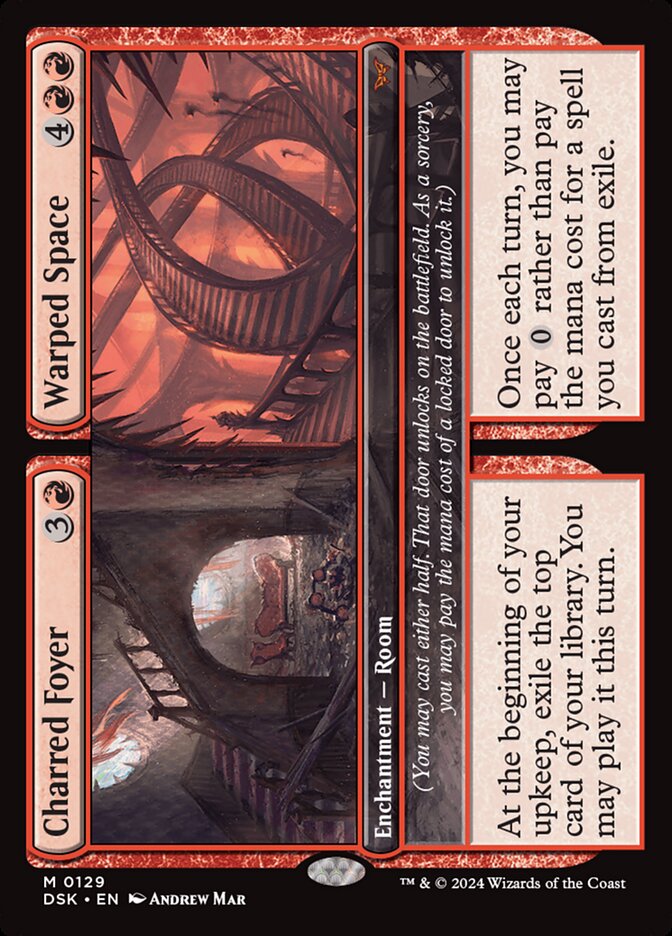 Charred Foyer 3
At the beginning of your
upkeep, exile the top
card of your library. You
may play it this turn.
Warped Space 4
Once each turn, you may
pay 0 rather than pay
the mana cost for a spell
you cast from exile.
Enchantment — Room
(You may cast either half. That door unlocks on the battlefield. As a sorcery,
you may pay the mana cost of a locked door to unlock it.)
M 0129
DSK • EN Andrew Mar
™ & © 2024 Wizards of the Coast